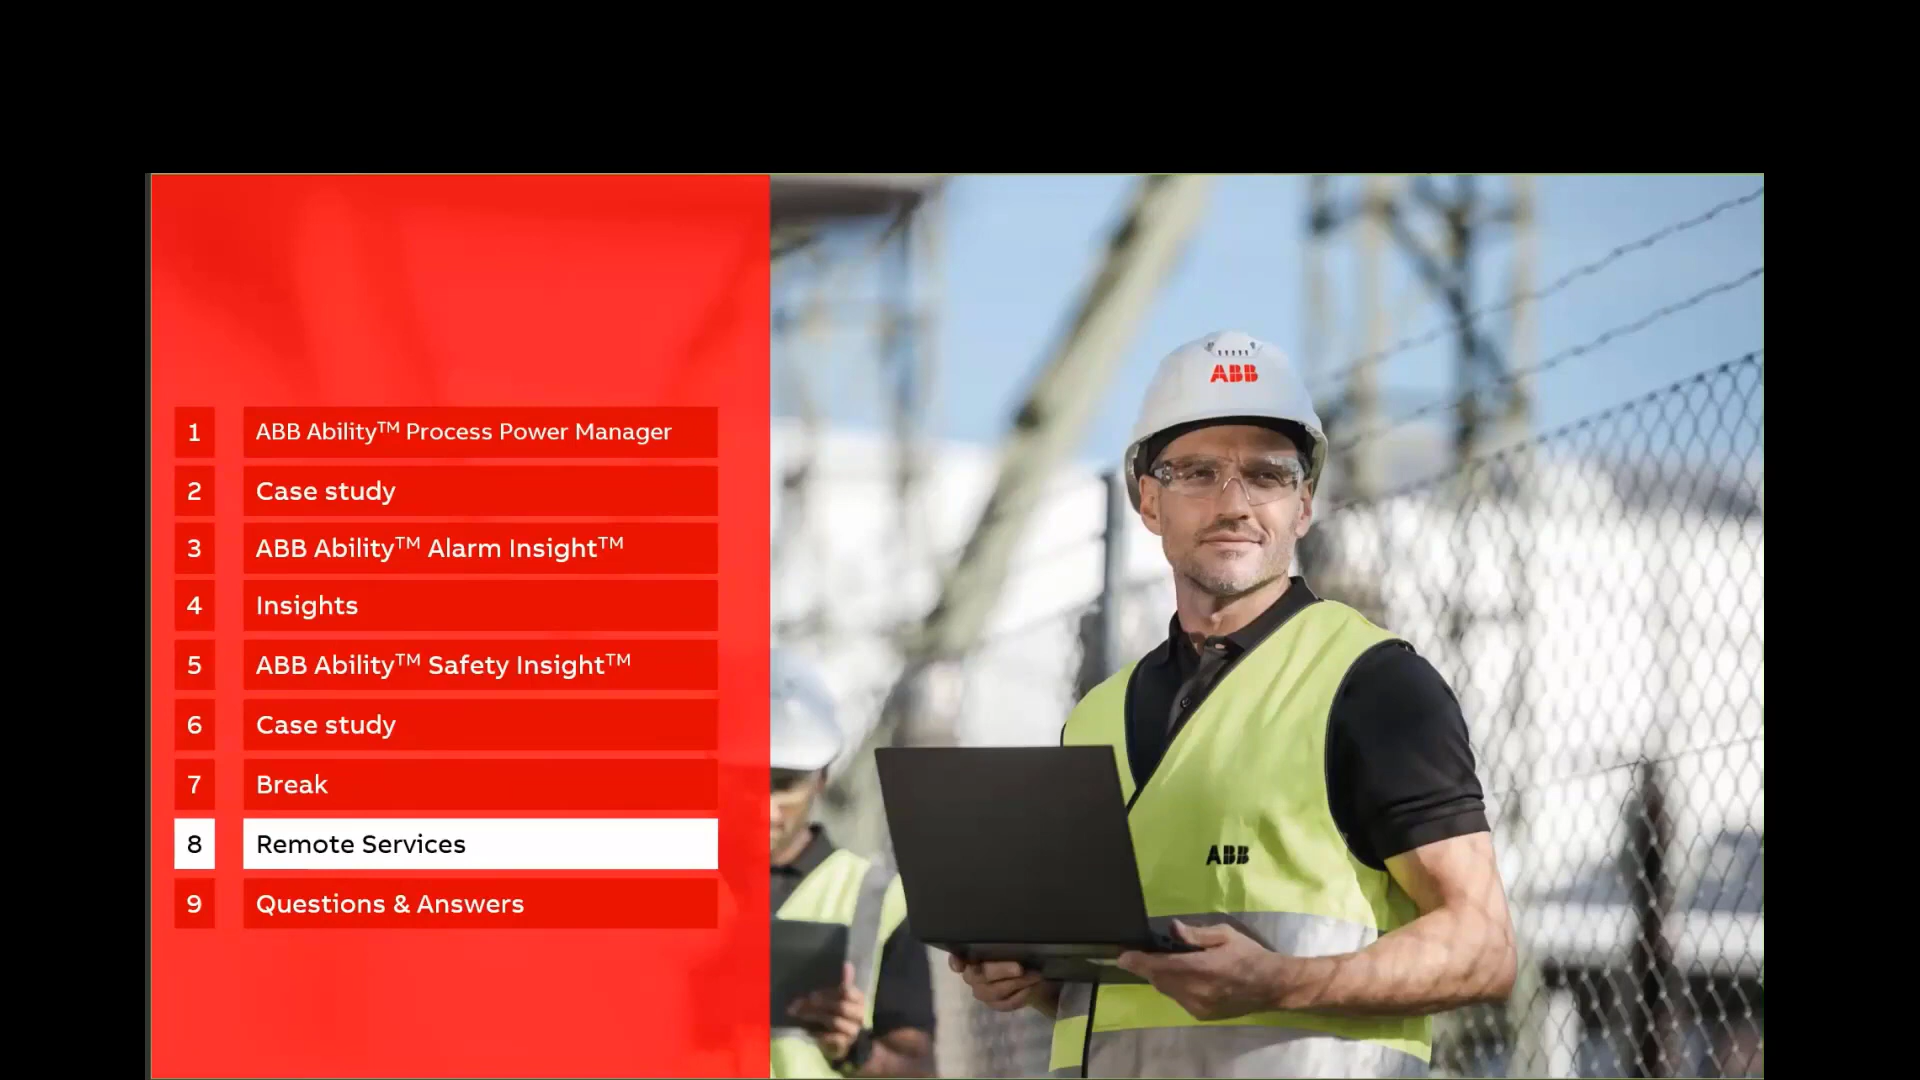 1 ABB Ability™ Process Power Manager
2 Case study
3 ABB Ability™ Alarm Insight™
4 Insights
5 ABB Ability™ Safety Insight™
6 Case study
7 Break
8 Remote Services
9 Questions & Answers
ABB
ABB